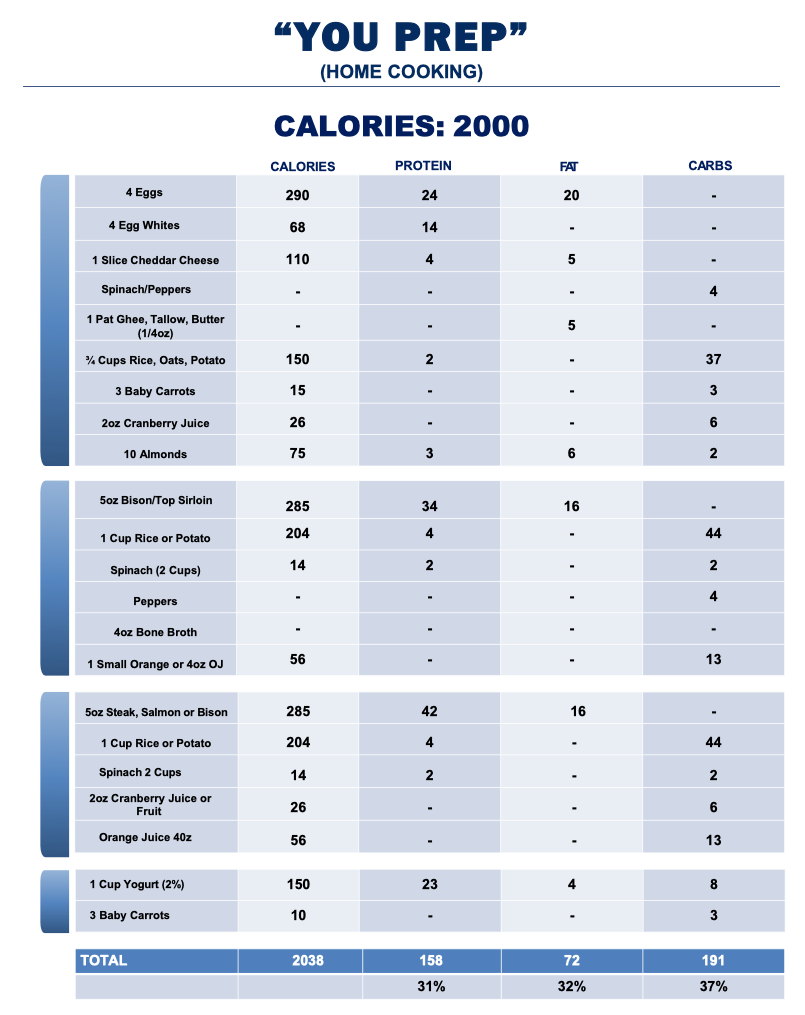 “YOU PREP”
(HOME COOKING)
CALORIES: 2000
CALORIES PROTEIN FAT CARBS
4 Eggs 290 24 20 -
4 Egg Whites 68 14 - -
1 Slice Cheddar Cheese 110 4 5 -
Spinach/Peppers - - - 4
1 Pat Ghee, Tallow, Butter
(1/4oz) - - 5 -
¾ Cups Rice, Oats, Potato 150 2 - 37
3 Baby Carrots 15 - - 3
2oz Cranberry Juice 26 - - 6
10 Almonds 75 3 6 2
5oz Bison/Top Sirloin 285 34 16 -
1 Cup Rice or Potato 204 4 - 44
Spinach (2 Cups) 14 2 - 2
Peppers - - - 4
4oz Bone Broth - - - -
1 Small Orange or 4oz OJ 56 - - 13
5oz Steak, Salmon or Bison 285 42 16 -
1 Cup Rice or Potato 204 4 - 44
Spinach 2 Cups 14 2 - 2
2oz Cranberry Juice or
Fruit 26 - - 6
Orange Juice 40z 56 - - 13
1 Cup Yogurt (2%) 150 23 4 8
3 Baby Carrots 10 - - 3
TOTAL 2038 158 72 191
31% 32% 37%